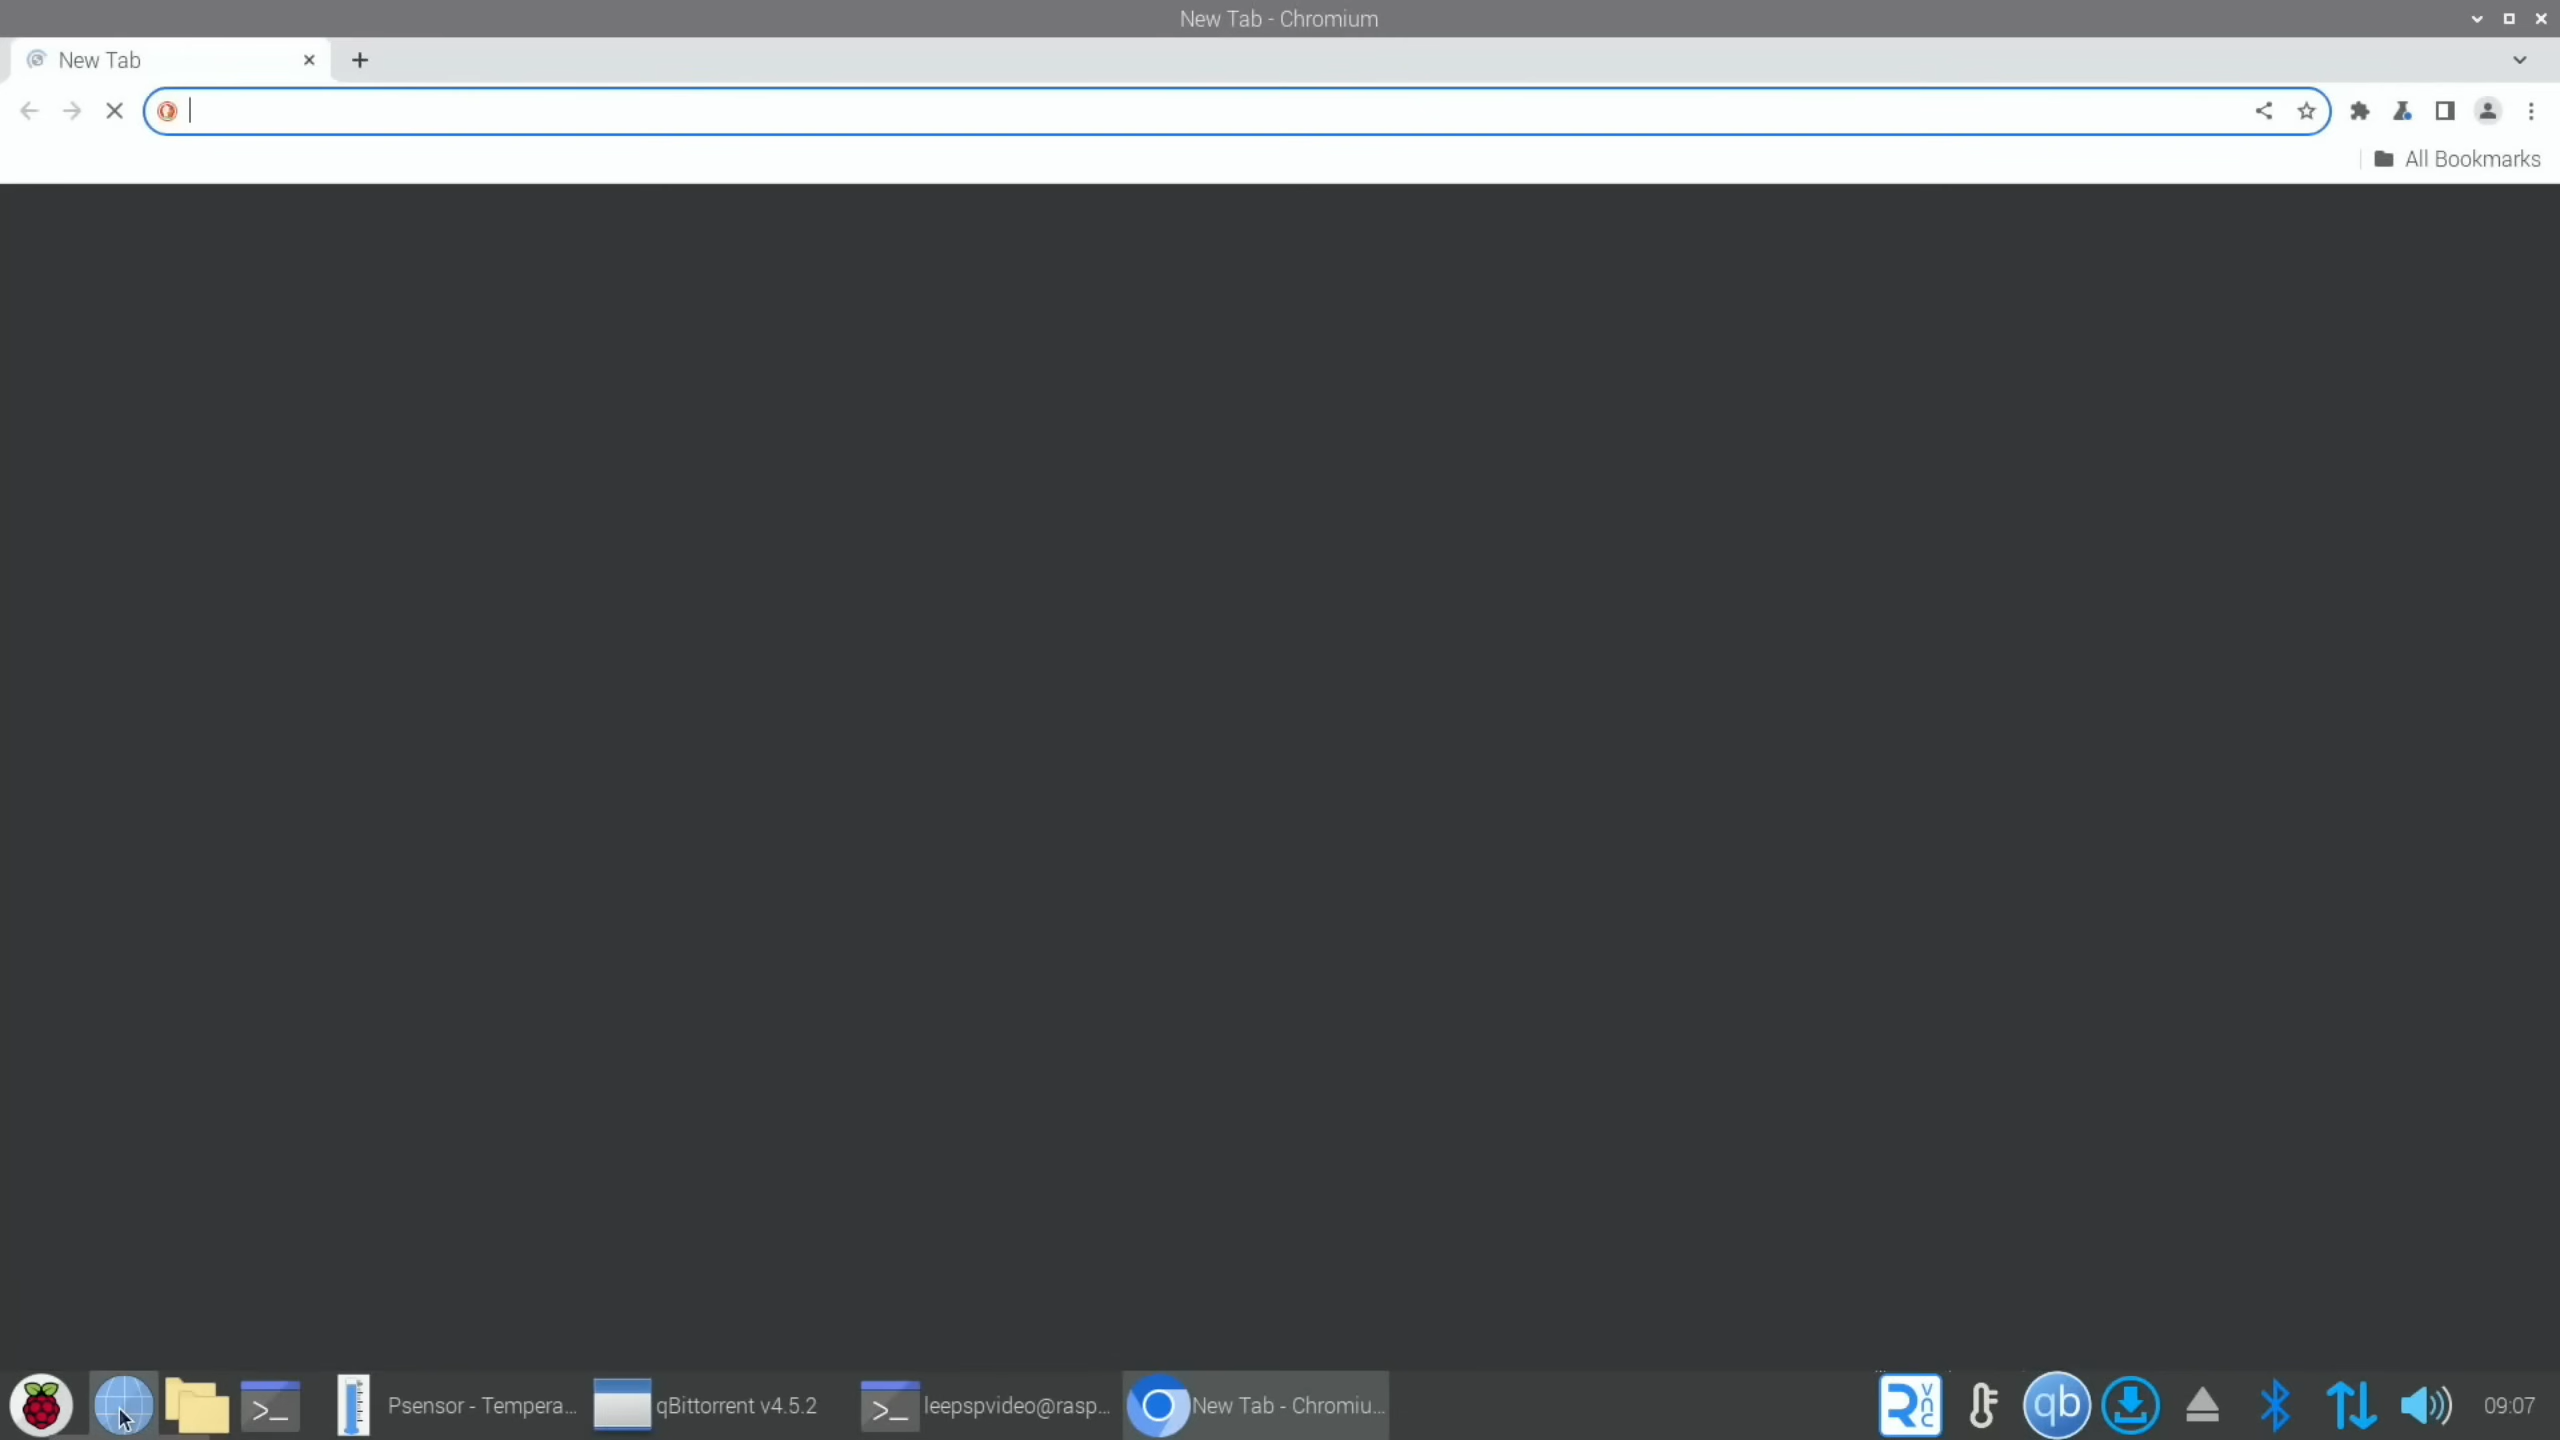 New Tab - Chromium
New Tab
All Bookmarks
Psensor - Tempera...
qBittorrent v4.5.2
leepspvideo@rasp...
New Tab - Chromiu...
R VNC
qb
09:07